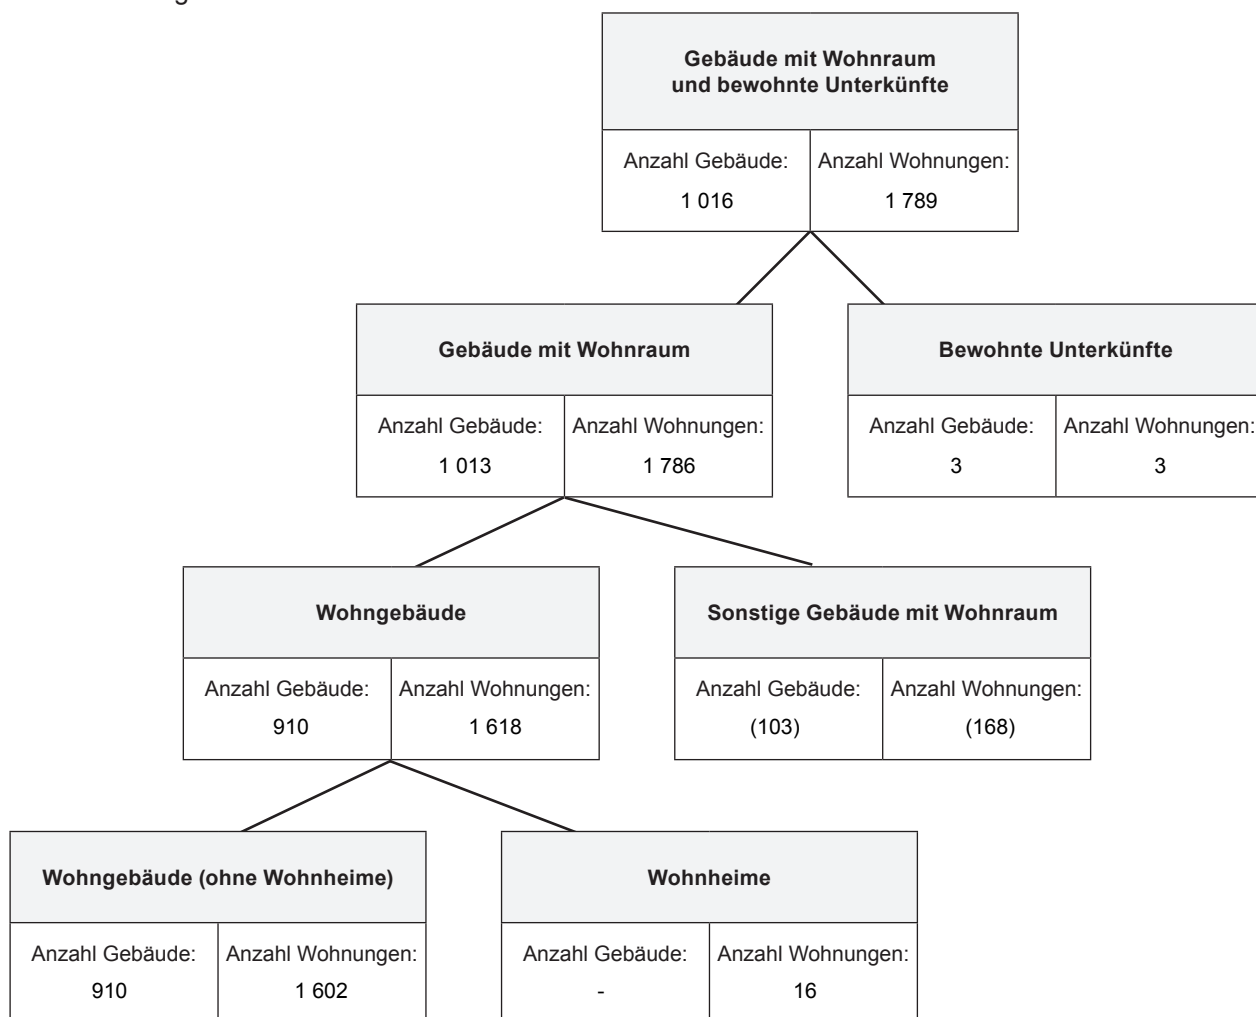 Gebäude mit Wohnraum
und bewohnte Unterkünfte
Anzahl Gebäude: Anzahl Wohnungen:
1 016 1 789
Gebäude mit Wohnraum
Bewohnte Unterkünfte
Anzahl Gebäude: Anzahl Wohnungen:
1 013 1 786
Anzahl Gebäude: Anzahl Wohnungen:
3 3
Wohngebäude
Sonstige Gebäude mit Wohnraum
Anzahl Gebäude: Anzahl Wohnungen:
910 1 618
Anzahl Gebäude: Anzahl Wohnungen:
(103) (168)
Wohngebäude (ohne Wohnheime)
Wohnheime
Anzahl Gebäude: Anzahl Wohnungen:
910 1 602
Anzahl Gebäude: Anzahl Wohnungen:
- 16